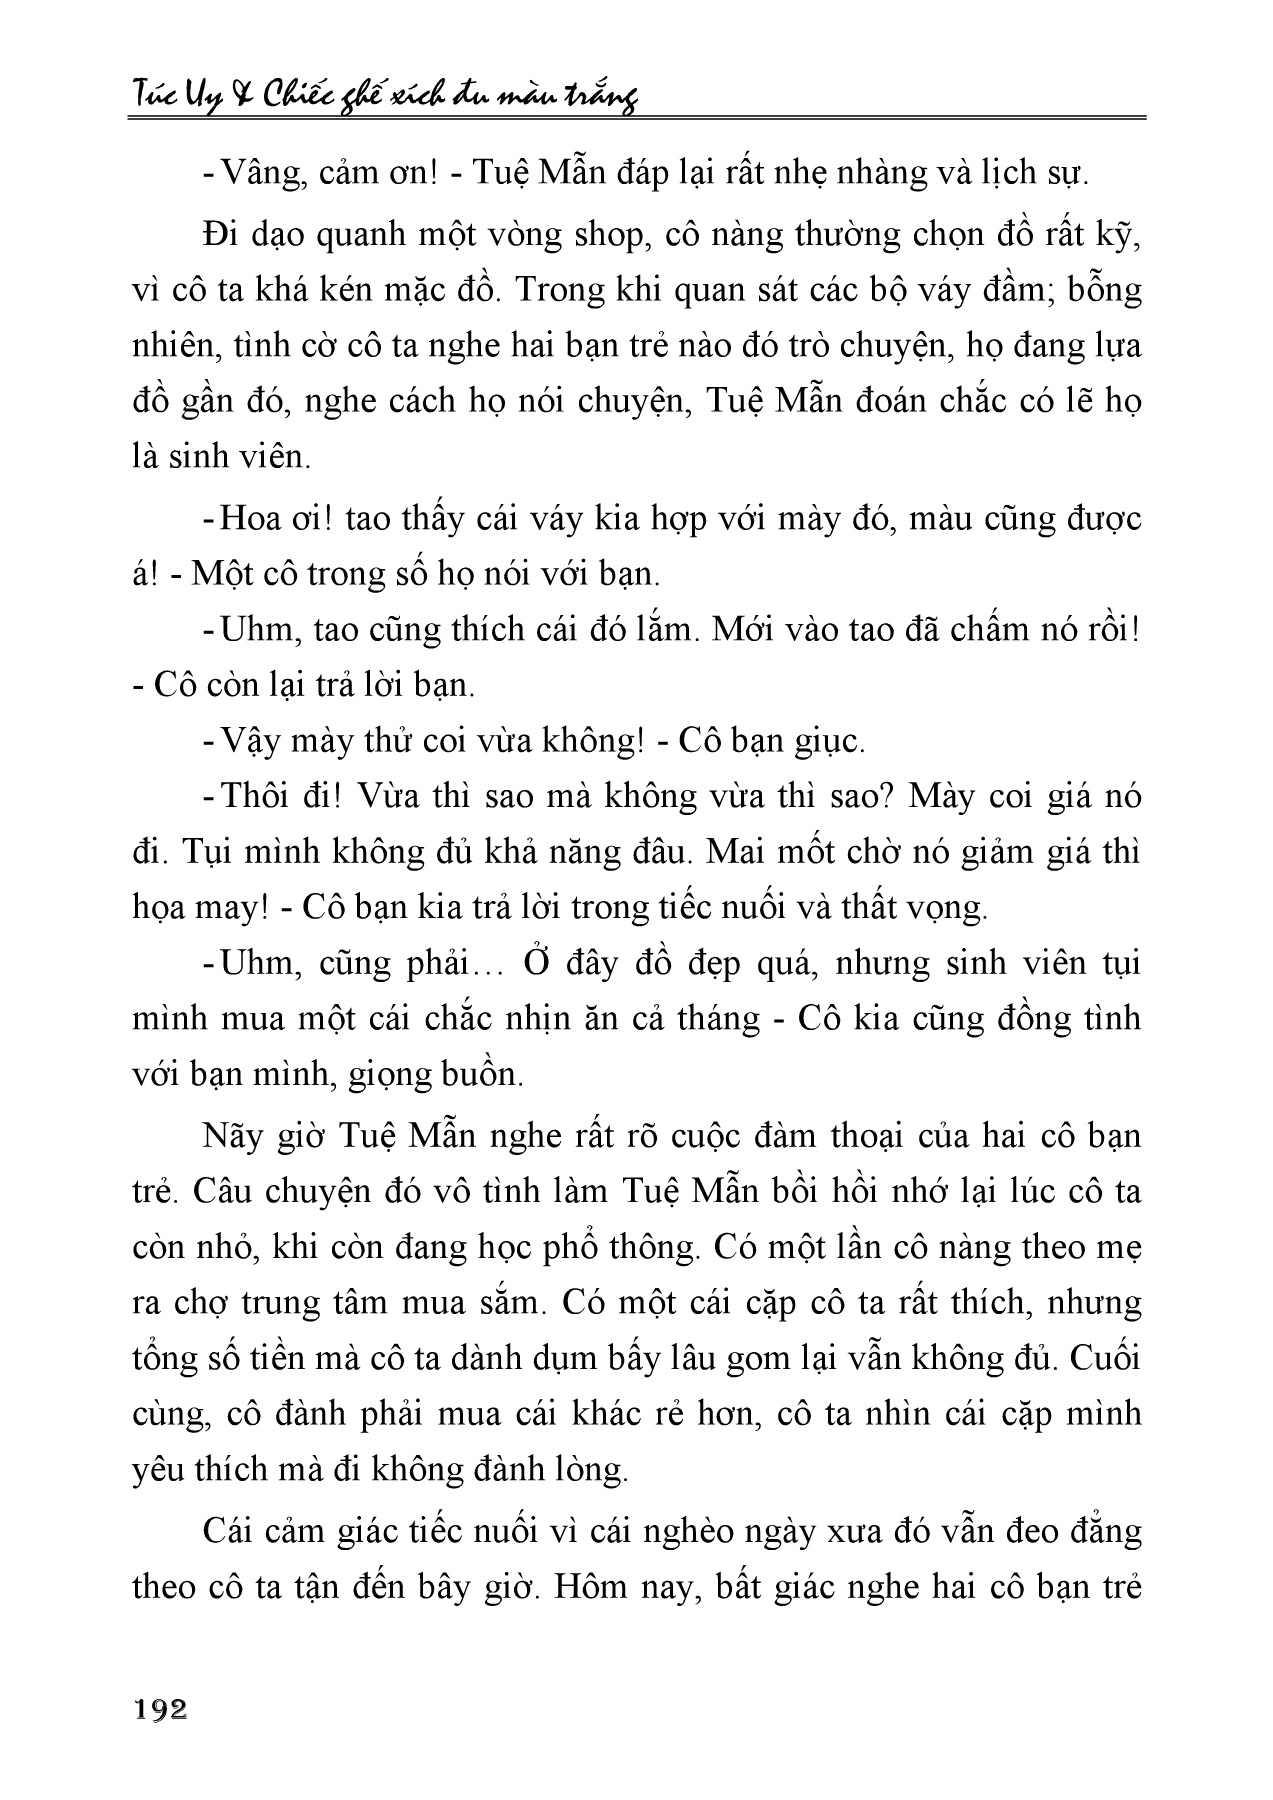 Túc Uy & Chiếc ghế xích đu màu trắng
- Vâng, cảm ơn! - Tuệ Mẫn đáp lại rất nhẹ nhàng và lịch sự.
Đi dạo quanh một vòng shop, cô nàng thường chọn đồ rất kỹ,
vì cô ta khá kén mặc đồ. Trong khi quan sát các bộ váy đầm; bỗng
nhiên, tình cờ cô ta nghe hai bạn trẻ nào đó trò chuyện, họ đang lựa
đồ gần đó, nghe cách họ nói chuyện, Tuệ Mẫn đoán chắc có lẽ họ
là sinh viên.
- Hoa ơi! tao thấy cái váy kia hợp với mày đó, màu cũng được
á! - Một cô trong số họ nói với bạn.
- Uhm, tao cũng thích cái đó lắm. Mới vào tao đã chấm nó rồi!
- Cô còn lại trả lời bạn.
- Vậy mày thử coi vừa không! - Cô bạn giục.
- Thôi đi! Vừa thì sao mà không vừa thì sao? Mày coi giá nó
đi. Tụi mình không đủ khả năng đâu. Mai mốt chờ nó giảm giá thì
họa may! - Cô bạn kia trả lời trong tiếc nuối và thất vọng.
- Uhm, cũng phải… Ở đây đồ đẹp quá, nhưng sinh viên tụi
mình mua một cái chắc nhịn ăn cả tháng - Cô kia cũng đồng tình
với bạn mình, giọng buồn.
Nãy giờ Tuệ Mẫn nghe rất rõ cuộc đàm thoại của hai cô bạn
trẻ. Câu chuyện đó vô tình làm Tuệ Mẫn bồi hồi nhớ lại lúc cô ta
còn nhỏ, khi còn đang học phổ thông. Có một lần cô nàng theo mẹ
ra chợ trung tâm mua sắm. Có một cái cặp cô ta rất thích, nhưng
tổng số tiền mà cô ta dành dụm bấy lâu gom lại vẫn không đủ. Cuối
cùng, cô đành phải mua cái khác rẻ hơn, cô ta nhìn cái cặp mình
yêu thích mà đi không đành lòng.
Cái cảm giác tiếc nuối vì cái nghèo ngày xưa đó vẫn đeo đẳng
theo cô ta tận đến bây giờ. Hôm nay, bất giác nghe hai cô bạn trẻ
192